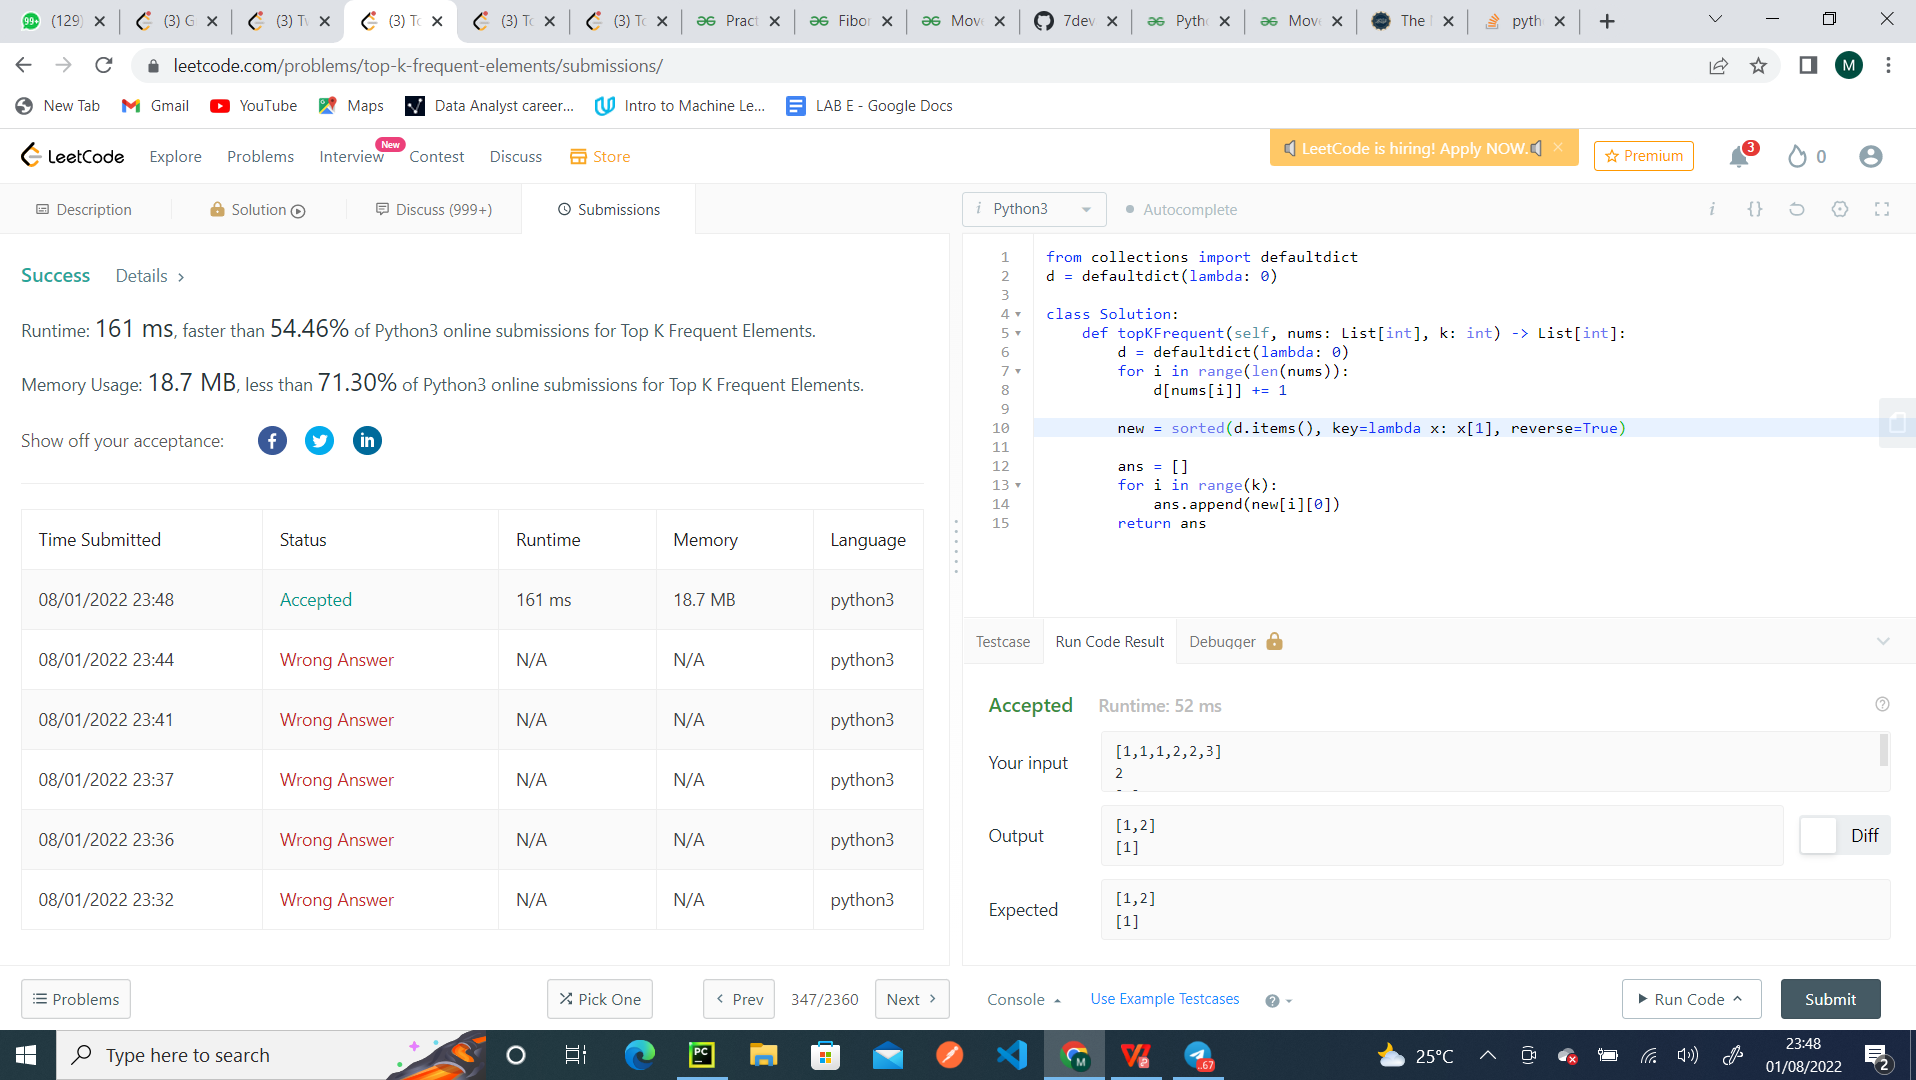 (129) (3) G (3) Tv (3) Tc (3) Tc (3) Tc Pract Fibor Move 7dev Pyth Move The pyth
leetcode.com/problems/top-k-frequent-elements/submissions/
M
New Tab Gmail YouTube Maps Data Analyst career... Intro to Machine Le... LAB E - Google Docs
LeetCode Explore Problems Interview New Contest Discuss Store LeetCode is hiring! Apply NOW. Premium 3 0
Description Solution Discuss (999+) Submissions
i Python3 Autocomplete i {}
Success Details
Runtime: 161 ms, faster than 54.46% of Python3 online submissions for Top K Frequent Elements.
Memory Usage: 18.7 MB, less than 71.30% of Python3 online submissions for Top K Frequent Elements.
Show off your acceptance:
Time Submitted Status Runtime Memory Language
08/01/2022 23:48 Accepted 161 ms 18.7 MB python3
08/01/2022 23:44 Wrong Answer N/A N/A python3
08/01/2022 23:41 Wrong Answer N/A N/A python3
08/01/2022 23:37 Wrong Answer N/A N/A python3
08/01/2022 23:36 Wrong Answer N/A N/A python3
08/01/2022 23:32 Wrong Answer N/A N/A python3
1 from collections import defaultdict
2 d = defaultdict(lambda: 0)
3
4 class Solution:
5 def topKFrequent(self, nums: List[int], k: int) -> List[int]:
6 d = defaultdict(lambda: 0)
7 for i in range(len(nums)):
8 d[nums[i]] += 1
9
10 new = sorted(d.items(), key=lambda x: x[1], reverse=True)
11
12 ans = []
13 for i in range(k):
14 ans.append(new[i][0])
15 return ans
Testcase Run Code Result Debugger
Accepted Runtime: 52 ms
Your input
[1,1,1,2,2,3]
2
Output
[1,2]
[1]
Diff
Expected
[1,2]
[1]
Problems Pick One Prev 347/2360 Next Console Use Example Testcases Run Code Submit
Type here to search PC M 67 25°C
23:48
01/08/2022
2